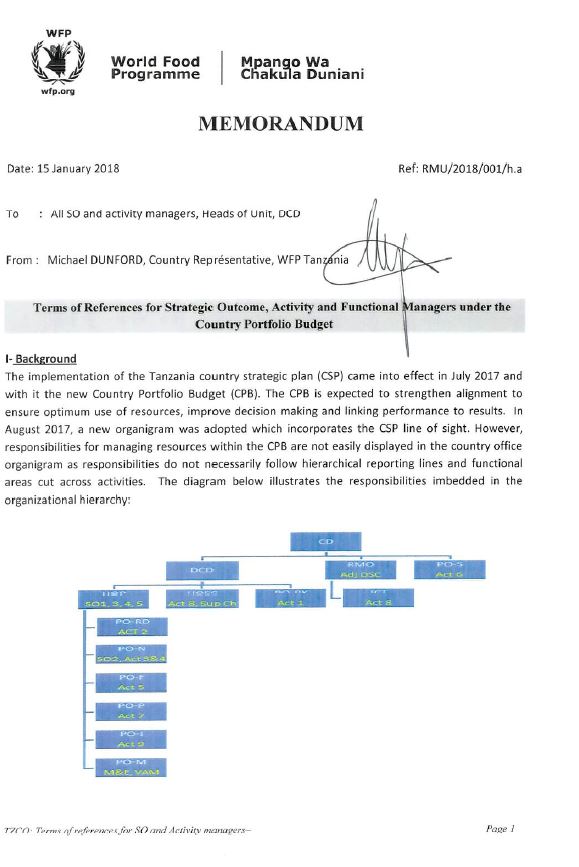 WFP
wfp.org
World Food
Programme
Mpango Wa
Chakula Duniani
MEMORANDUM
Date: 15 January 2018
Ref: RMU/2018/001/h.a
To : All SO and activity managers, Heads of Unit, DCD
From : Michael DUNFORD, Country Représentative, WFP Tanzania
Terms of References for Strategic Outcome, Activity and Functional Managers under the
Country Portfolio Budget
I- Background
The implementation of the Tanzania country strategic plan (CSP) came into effect in July 2017 and
with it the new Country Portfolio Budget (CPB). The CPB is expected to strengthen alignment to
ensure optimum use of resources, improve decision making and linking performance to results. In
August 2017, a new organigram was adopted which incorporates the CSP line of sight. However,
responsibilities for managing resources within the CPB are not easily displayed in the country office
organigram as responsibilities do not necessarily follow hierarchical reporting lines and functional
areas cut across activities. The diagram below illustrates the responsibilities imbedded in the
organizational hierarchy:
CD
DCD
RMO
Adj DSC
PO-S
Act 6
SO1, 3, 4, 5
Act 8, Sup Ch
Act 1
Act 8
PO-RD
ACT 2
PO-N
SO2, Act 3&4
Act 5
PO-P
Act 7
Act 9
PO-M
M&E, VAM
TZCO: Terms of references for SO and Activity managers–
Page 1